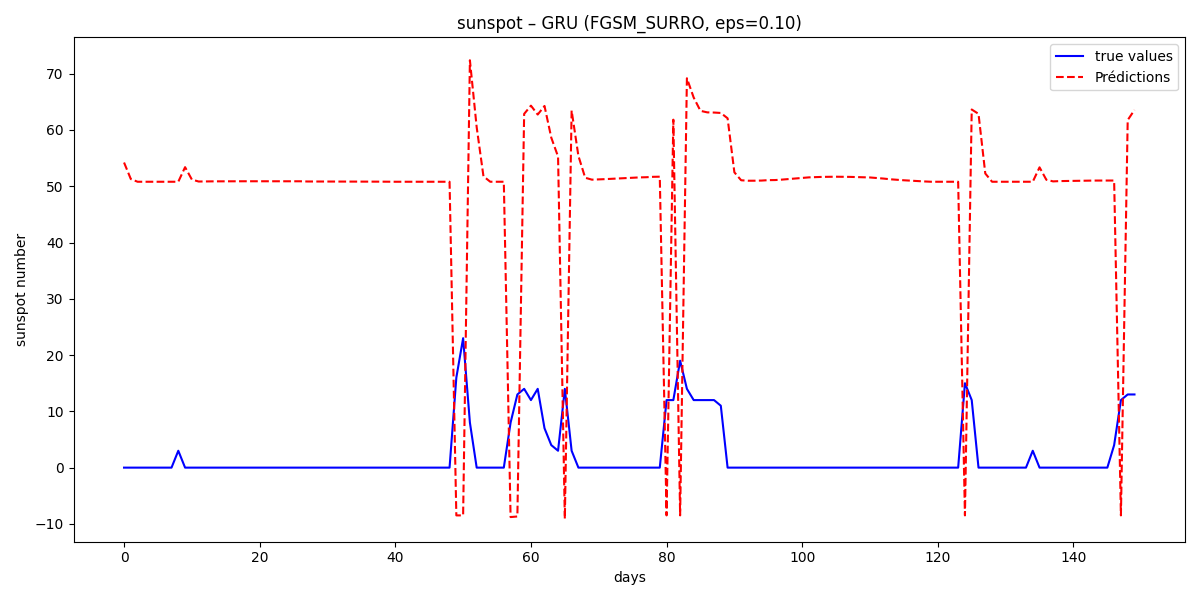 sunspot – GRU (FGSM_SURRO, eps=0.10)
true values
Prédictions
sunspot number
70
60
50
40
30
20
10
0
−10
0 20 40 60 80 100 120 140
days